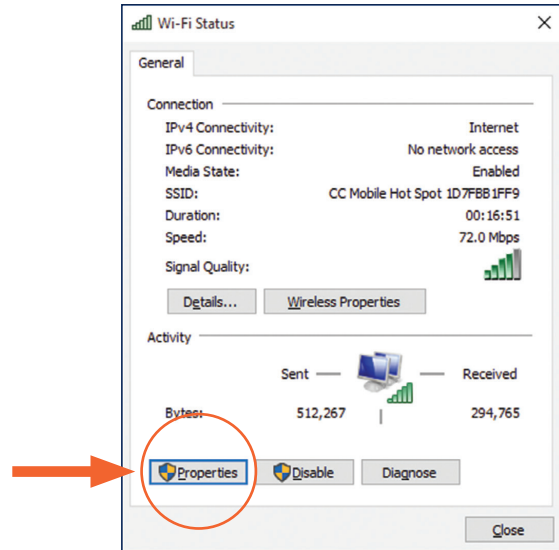 Wi-Fi Status
General
Connection
IPv4 Connectivity: Internet
IPv6 Connectivity: No network access
Media State: Enabled
SSID: CC Mobile Hot Spot 1D7FBB1FF9
Duration: 00:16:51
Speed: 72.0 Mbps
Signal Quality:
Details... Wireless Properties
Activity
Sent — — Received
Bytes: 512,267 | 294,765
Properties Disable Diagnose
Close